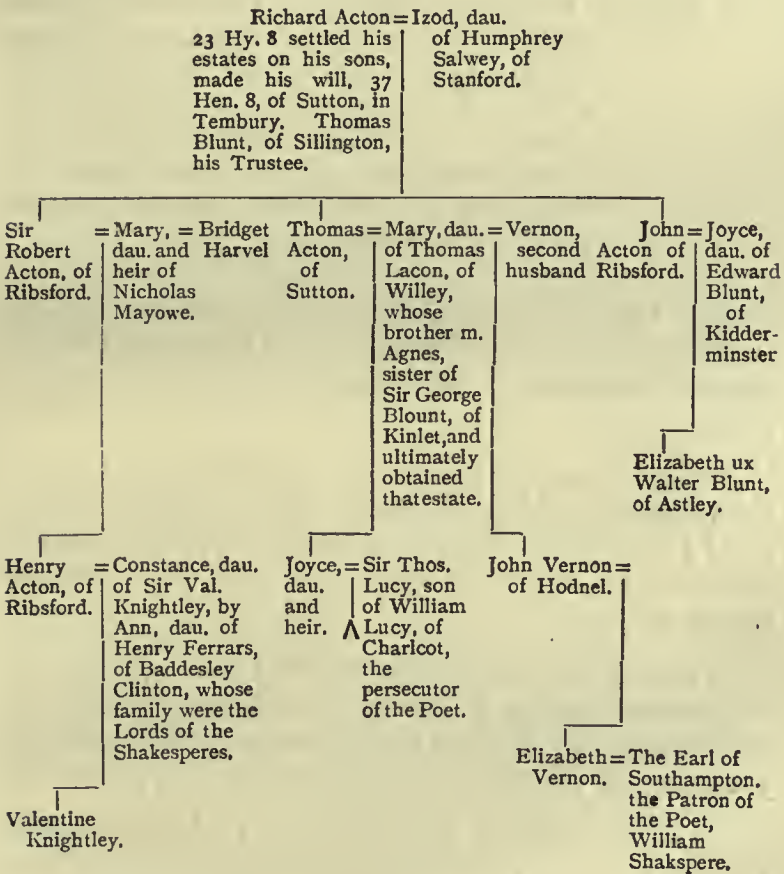 Richard Acton
23 Hy. 8 settled his
estates on his sons,
made his will, 37
Hen. 8, of Sutton, in
Tembury. Thomas
Blunt, of Sillington,
his Trustee.
= Izod, dau.
of Humphrey
Salwey, of
Stanford.
Sir
Robert
Acton, of
Ribsford.
= Mary,
dau. and
heir of
Nicholas
Mayowe.
= Bridget
Harvel
Thomas
Acton,
of
Sutton.
= Mary, dau.
of Thomas
Lacon, of
Willey,
whose
brother m.
Agnes,
sister of
Sir George
Blount, of
Kinlet,and
ultimately
obtained
thatestate.
= Vernon,
second
husband
John
Acton of
Ribsford.
= Joyce,
dau. of
Edward
Blunt,
of
Kidder-
minster
Elizabeth ux
Walter Blunt,
of Astley.
Henry
Acton, of
Ribsford.
= Constance, dau.
of Sir Val.
Knightley, by
Ann, dau. of
Henry Ferrars,
of Baddesley
Clinton, whose
family were the
Lords of the
Shakesperes.
Joyce,
dau.
and
heir.
= Sir Thos.
Lucy, son
of William
Lucy, of
Charlcot,
the
persecutor
of the Poet.
John Vernon =
of Hodnel.
Valentine
Knightley.
Elizabeth
Vernon.
= The Earl of
Southampton.
the Patron of
the Poet,
William
Shakspere.